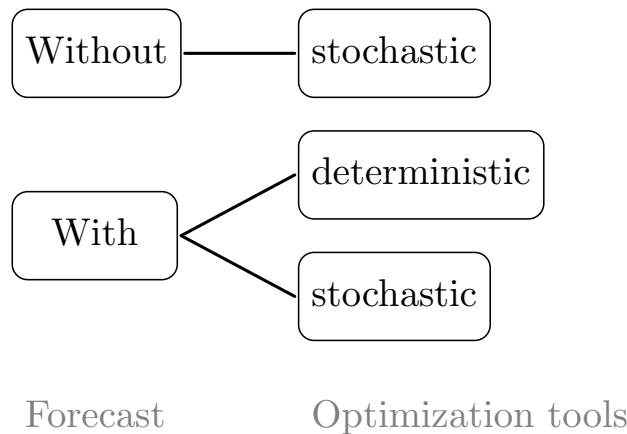 Without
stochastic
deterministic
With
stochastic
Forecast
Optimization tools